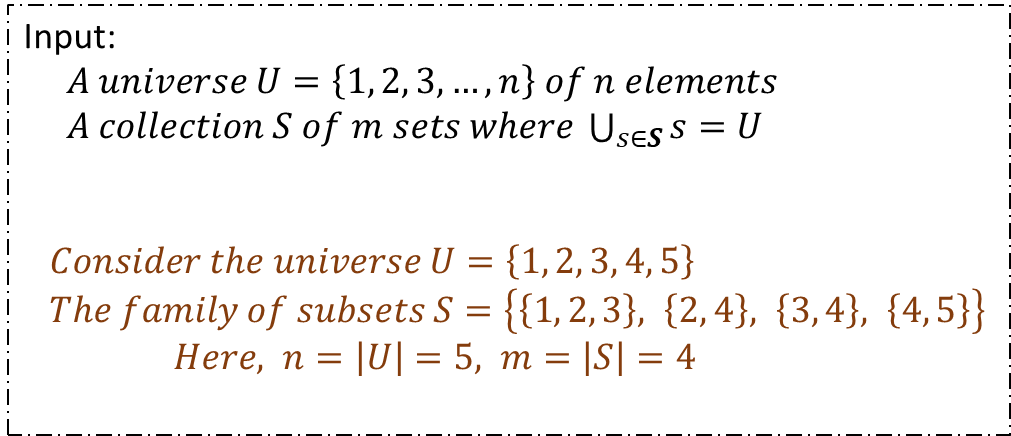 Input:
A universe U = {1, 2, 3, …, n} of n elements
A collection S of m sets where ⋃_{s∈S} s = U
Consider the universe U = {1, 2, 3, 4, 5}
The family of subsets S = {{1, 2, 3}, {2, 4}, {3, 4}, {4, 5}}
Here, n = |U| = 5, m = |S| = 4